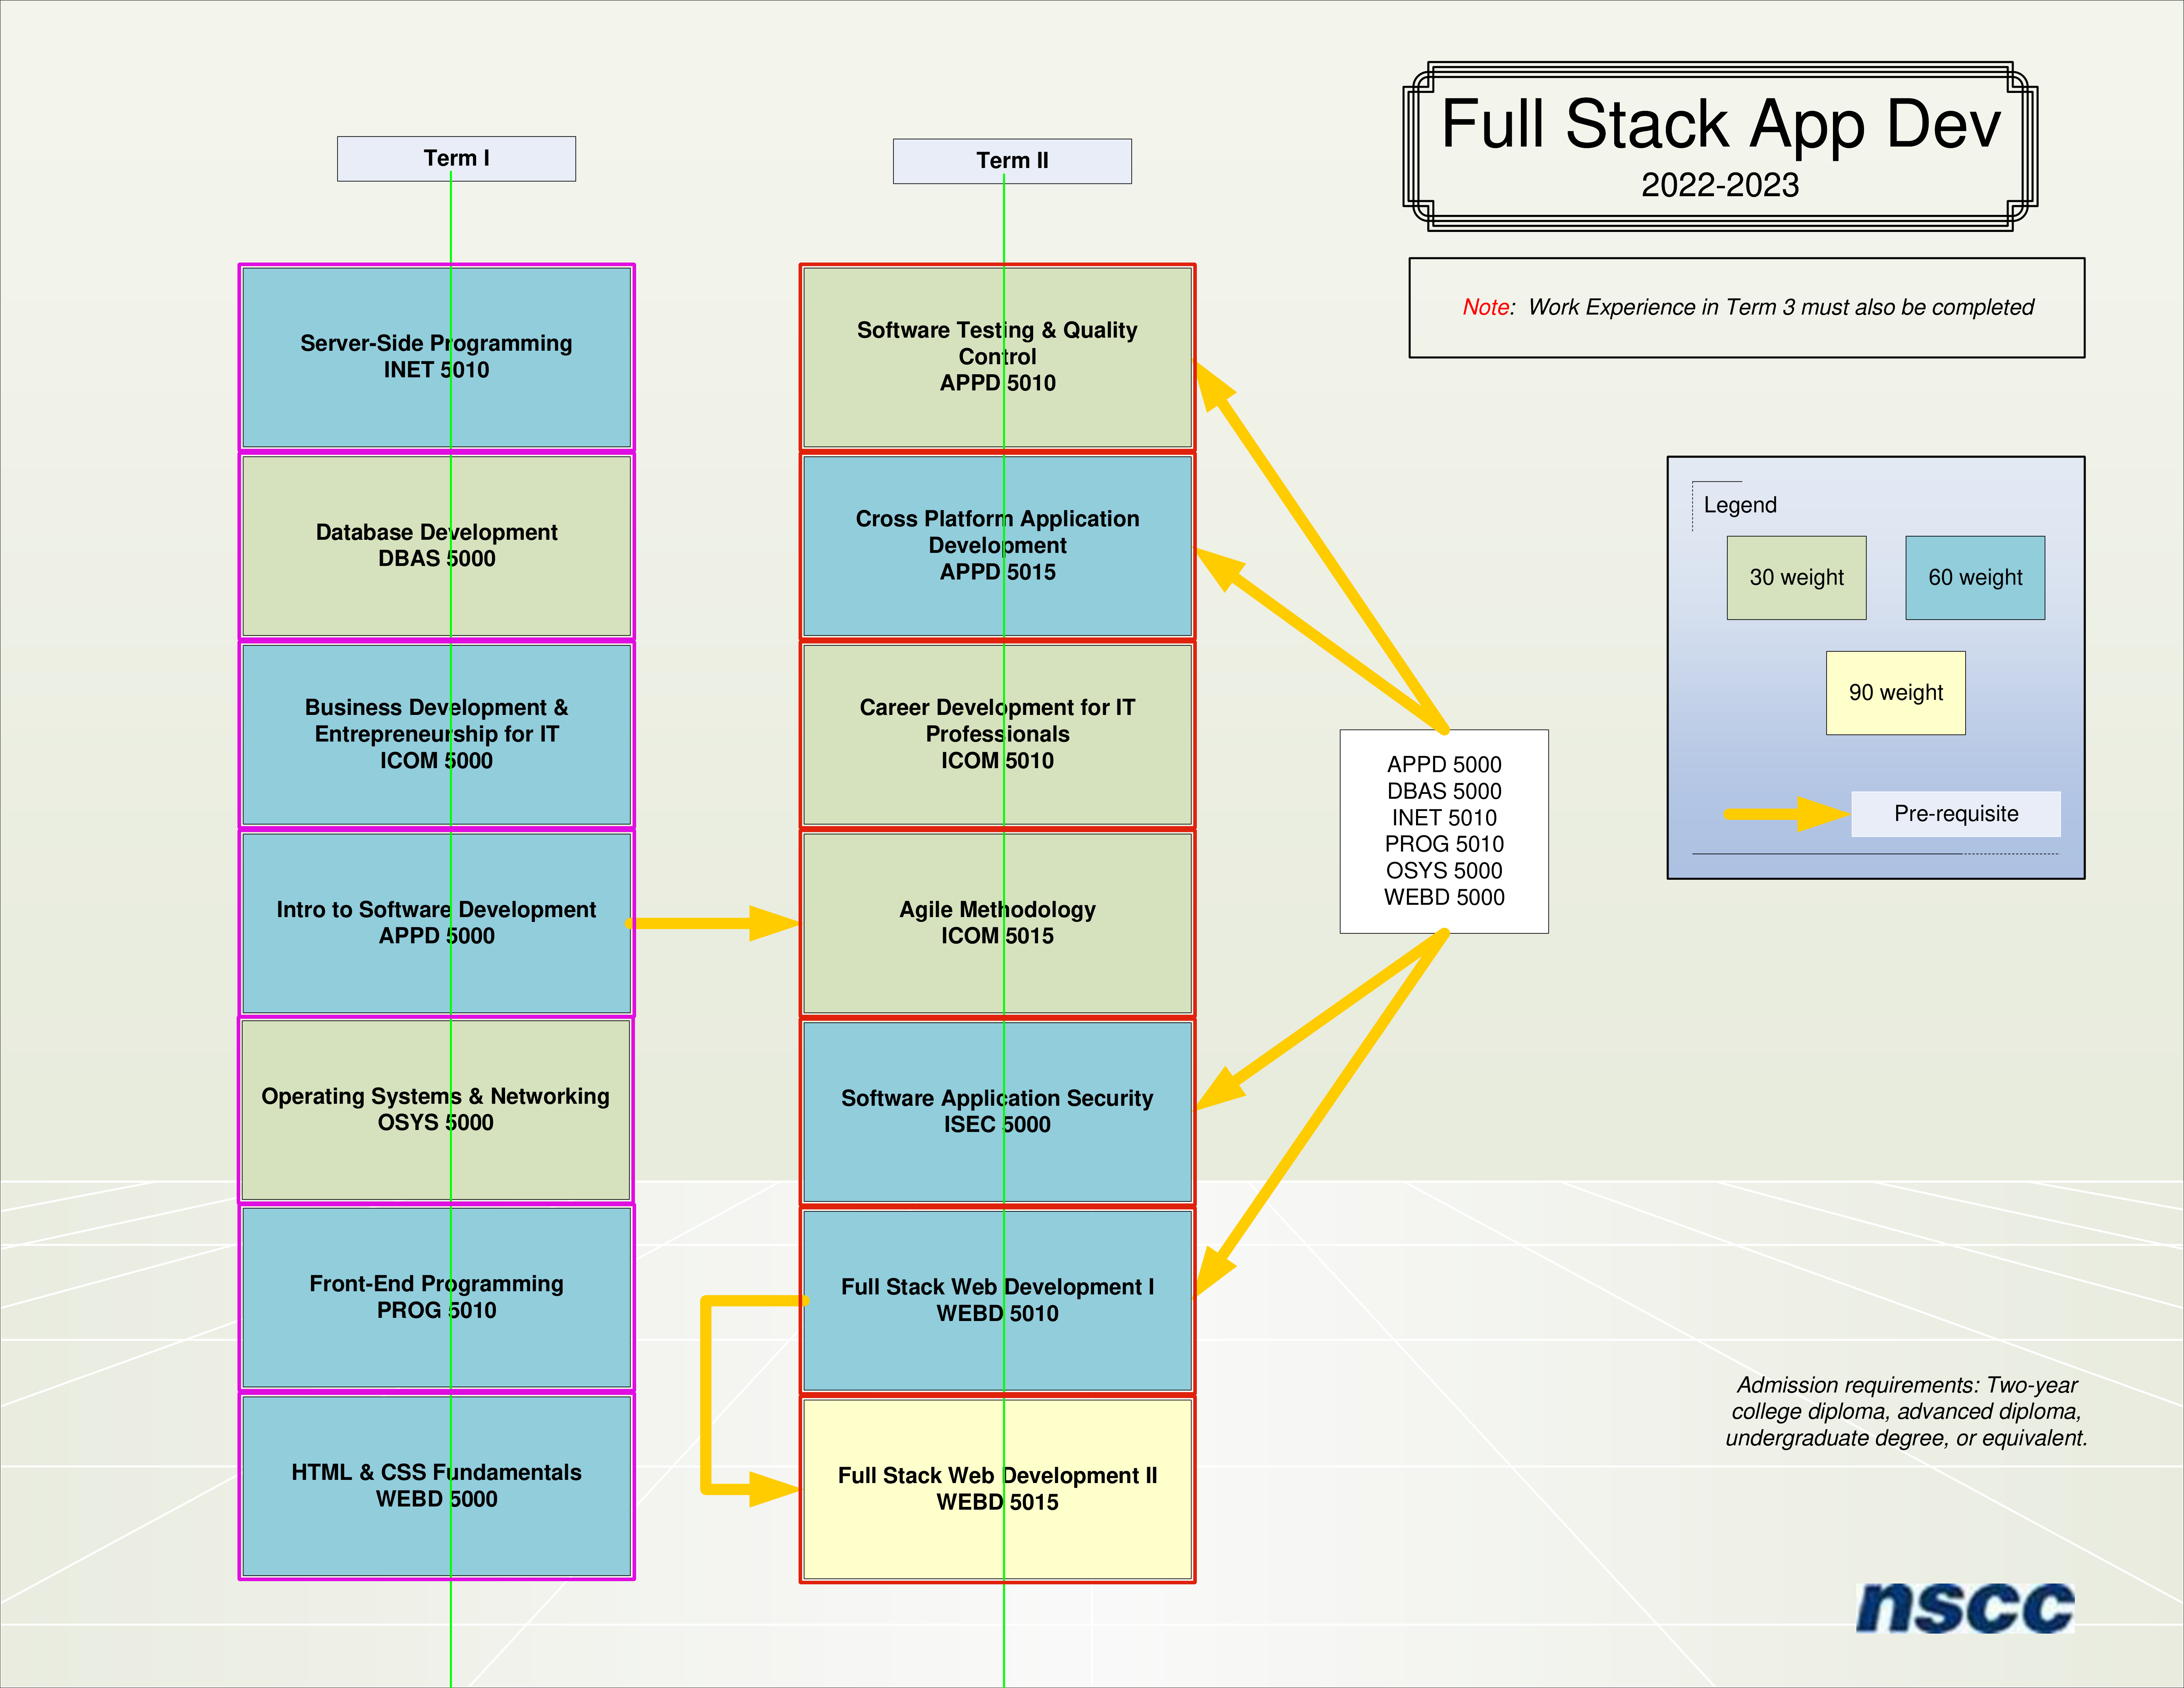 Full Stack App Dev
2022-2023
Note:  Work Experience in Term 3 must also be completed
Term I
Server-Side Programming
INET 5010
Database Development
DBAS 5000
Business Development &
Entrepreneurship for IT
ICOM 5000
Intro to Software Development
APPD 5000
Operating Systems & Networking
OSYS 5000
Front-End Programming
PROG 5010
HTML & CSS Fundamentals
WEBD 5000
Term II
Software Testing & Quality
Control
APPD 5010
Cross Platform Application
Development
APPD 5015
Career Development for IT
Professionals
ICOM 5010
Agile Methodology
ICOM 5015
Software Application Security
ISEC 5000
Full Stack Web Development I
WEBD 5010
Full Stack Web Development II
WEBD 5015
APPD 5000
DBAS 5000
INET 5010
PROG 5010
OSYS 5000
WEBD 5000
Legend
30 weight
60 weight
90 weight
Pre-requisite
Admission requirements: Two-year
college diploma, advanced diploma,
undergraduate degree, or equivalent.
nscc